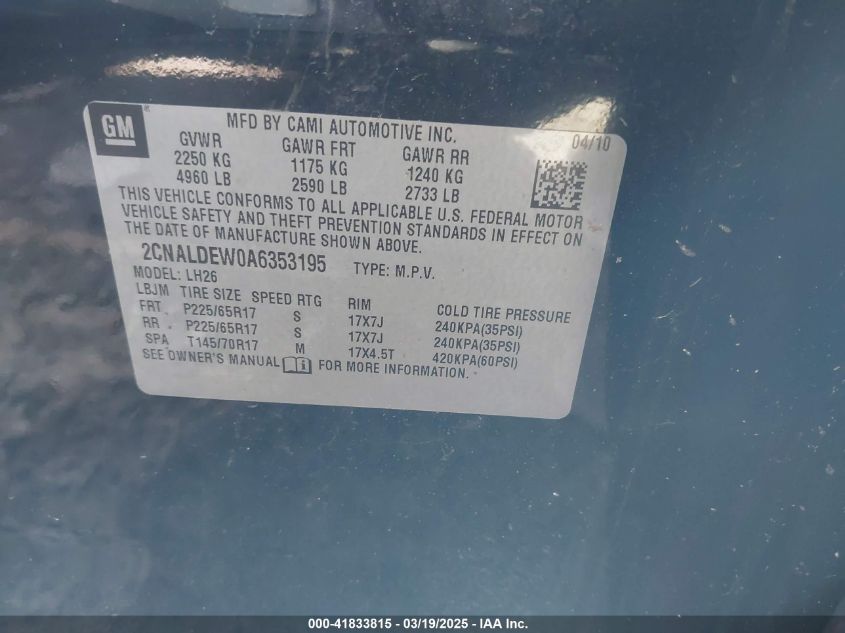 GM
MFD BY CAMI AUTOMOTIVE INC.
04/10
GVWR GAWR FRT GAWR RR
2250 KG 1175 KG 1240 KG
4960 LB 2590 LB 2733 LB
THIS VEHICLE CONFORMS TO ALL APPLICABLE U.S. FEDERAL MOTOR
VEHICLE SAFETY AND THEFT PREVENTION STANDARDS IN EFFECT ON
THE DATE OF MANUFACTURE SHOWN ABOVE.
2CNALDEW0A6353195 TYPE: M.P.V.
MODEL: LH26
LBJM TIRE SIZE SPEED RTG RIM COLD TIRE PRESSURE
FRT P225/65R17 S 17X7J 240KPA(35PSI)
RR P225/65R17 S 17X7J 240KPA(35PSI)
SPA T145/70R17 M 17X4.5T 420KPA(60PSI)
SEE OWNER'S MANUAL FOR MORE INFORMATION.
000-41833815 - 03/19/2025 - IAA Inc.